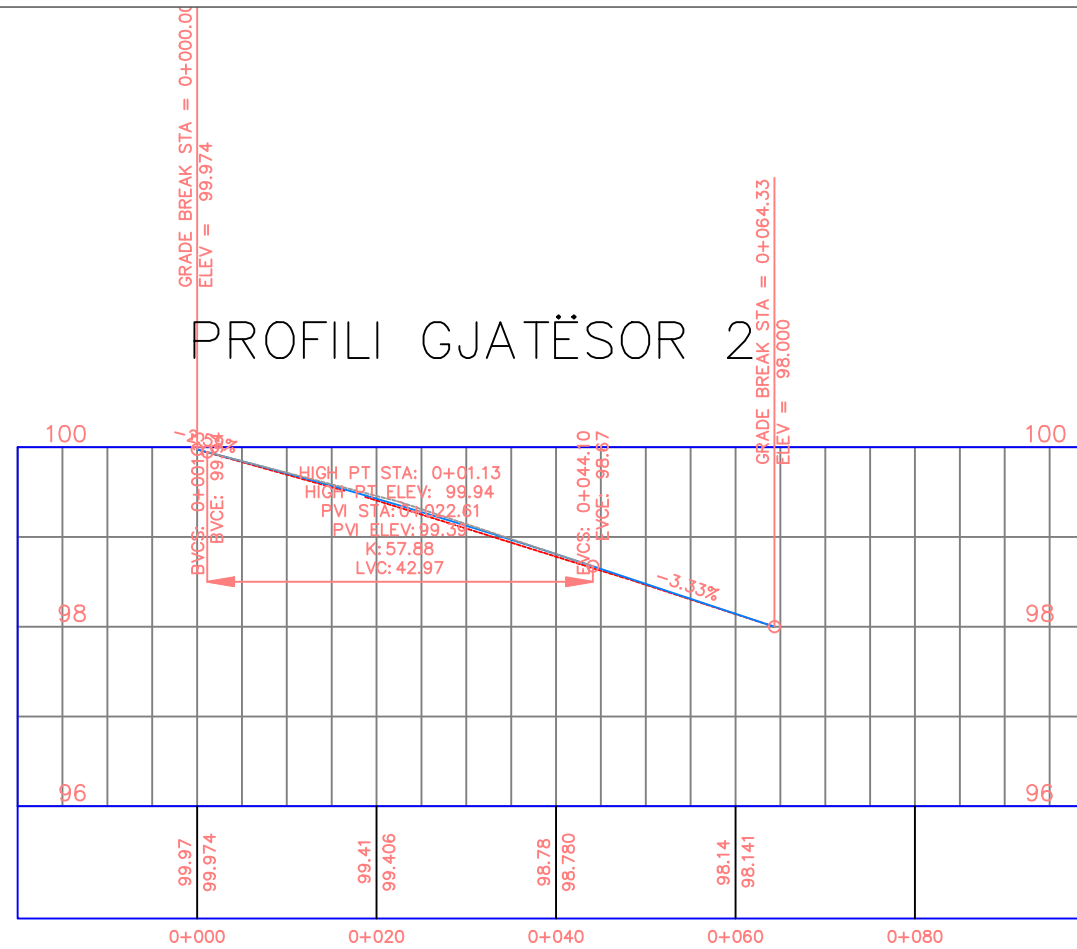 GRADE BREAK STA = 0+000.00
ELEV = 99.974
GRADE BREAK STA = 0+064.33
ELEV = 98.000
PROFILI GJATËSOR 2
100
100
HIGH PT STA: 0+01.13
HIGH PT ELEV: 99.94
PVI STA: 0+022.61
PVI ELEV: 99.39
K: 57.88
LVC: 42.97
BVCS:
BVCE:
EVCS: 0+044.10
EVCE: 98.67
-3.33%
98
98
96
96
99.97
99.974
99.41
99.406
98.78
98.780
98.14
98.141
0+000
0+020
0+040
0+060
0+080